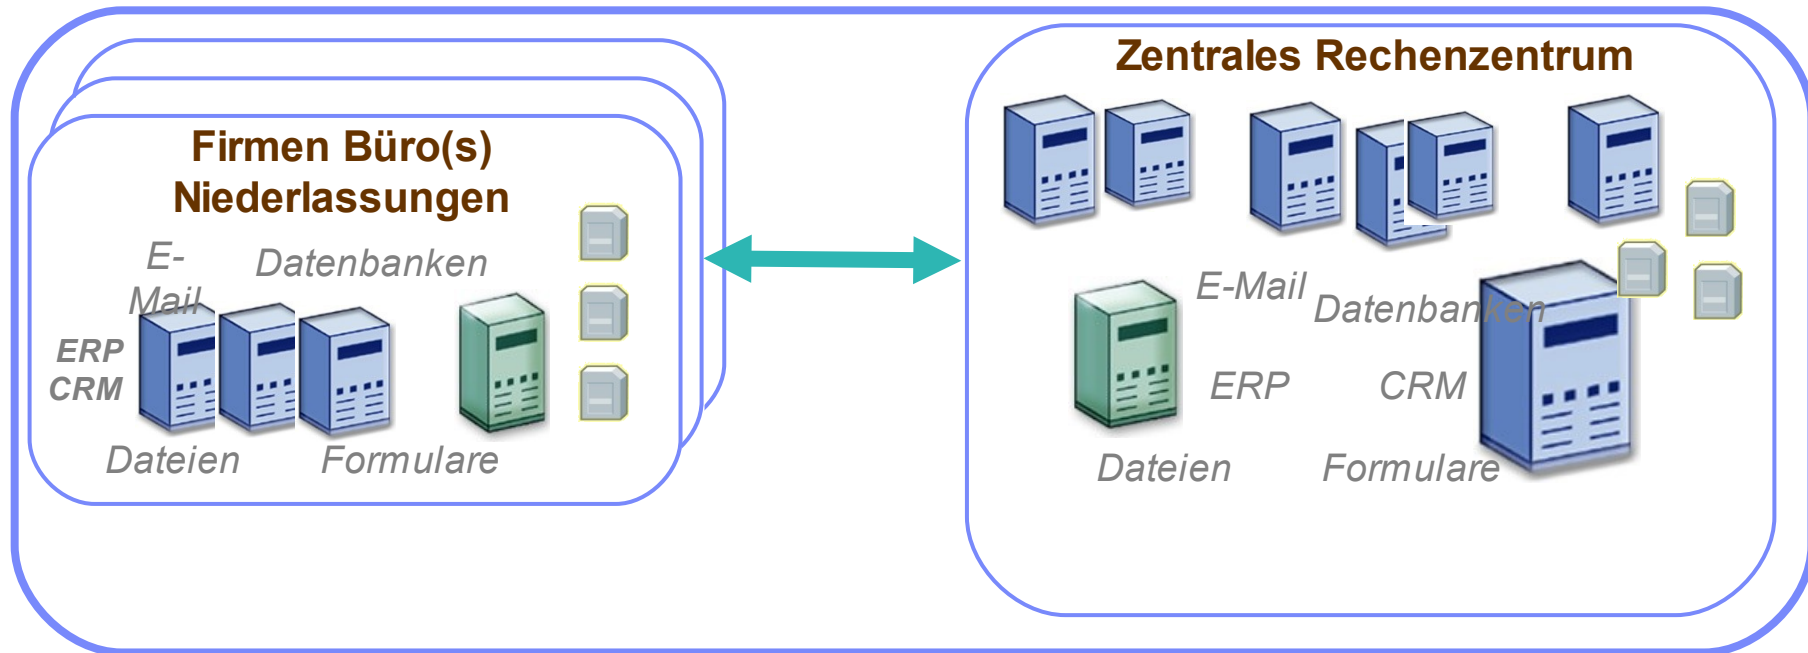 Firmen Büro(s)
Niederlassungen
E-
Mail
Datenbanken
ERP
CRM
Dateien
Formulare
Zentrales Rechenzentrum
E-Mail
Datenbanken
ERP
CRM
Dateien
Formulare